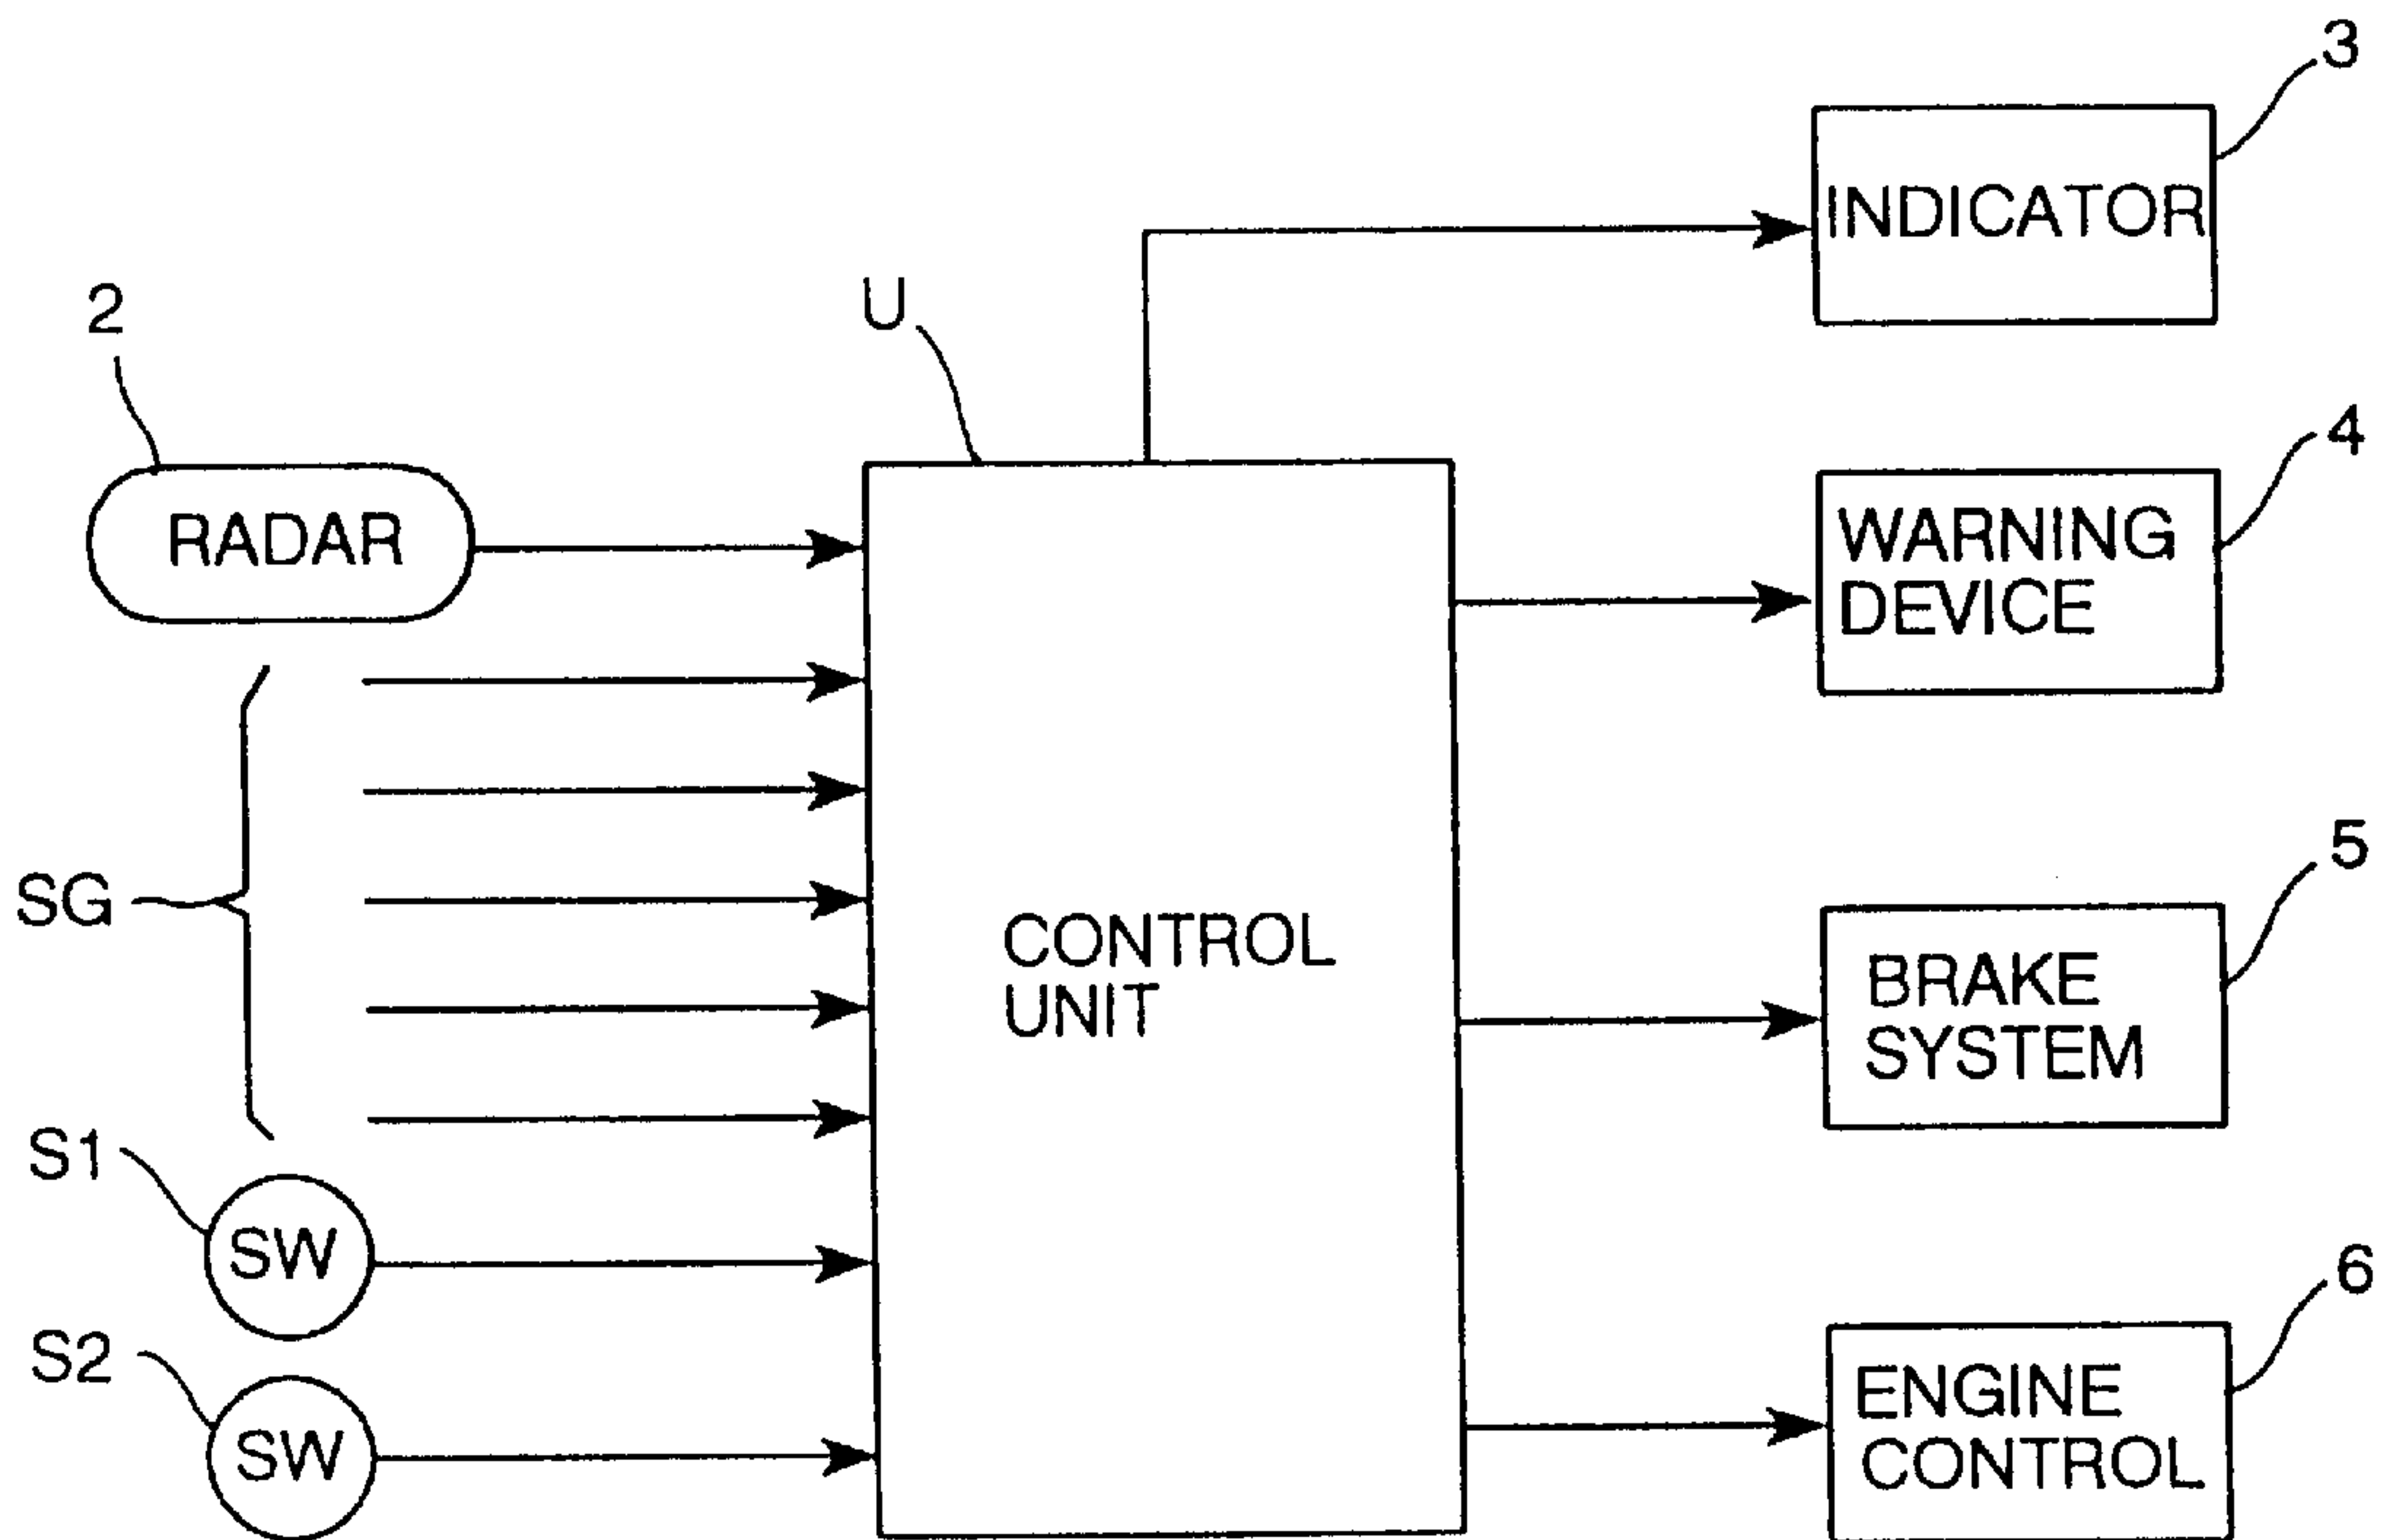 3
INDICATOR
2
U
RADAR
4
WARNING
DEVICE
SG
5
CONTROL
UNIT
BRAKE
SYSTEM
S1
SW
6
S2
SW
ENGINE
CONTROL